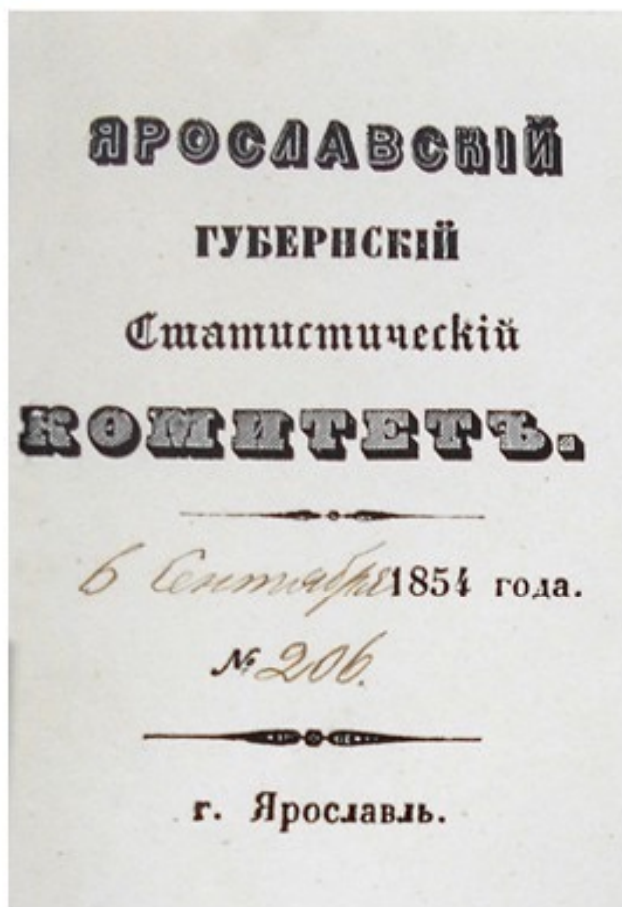 ЯРОСЛАВСКІЙ
ГУБЕРНСКІЙ
Статистическій
КОМИТЕТЪ.
6 Сентября 1854 года.
№ 206.
г. Ярославль.